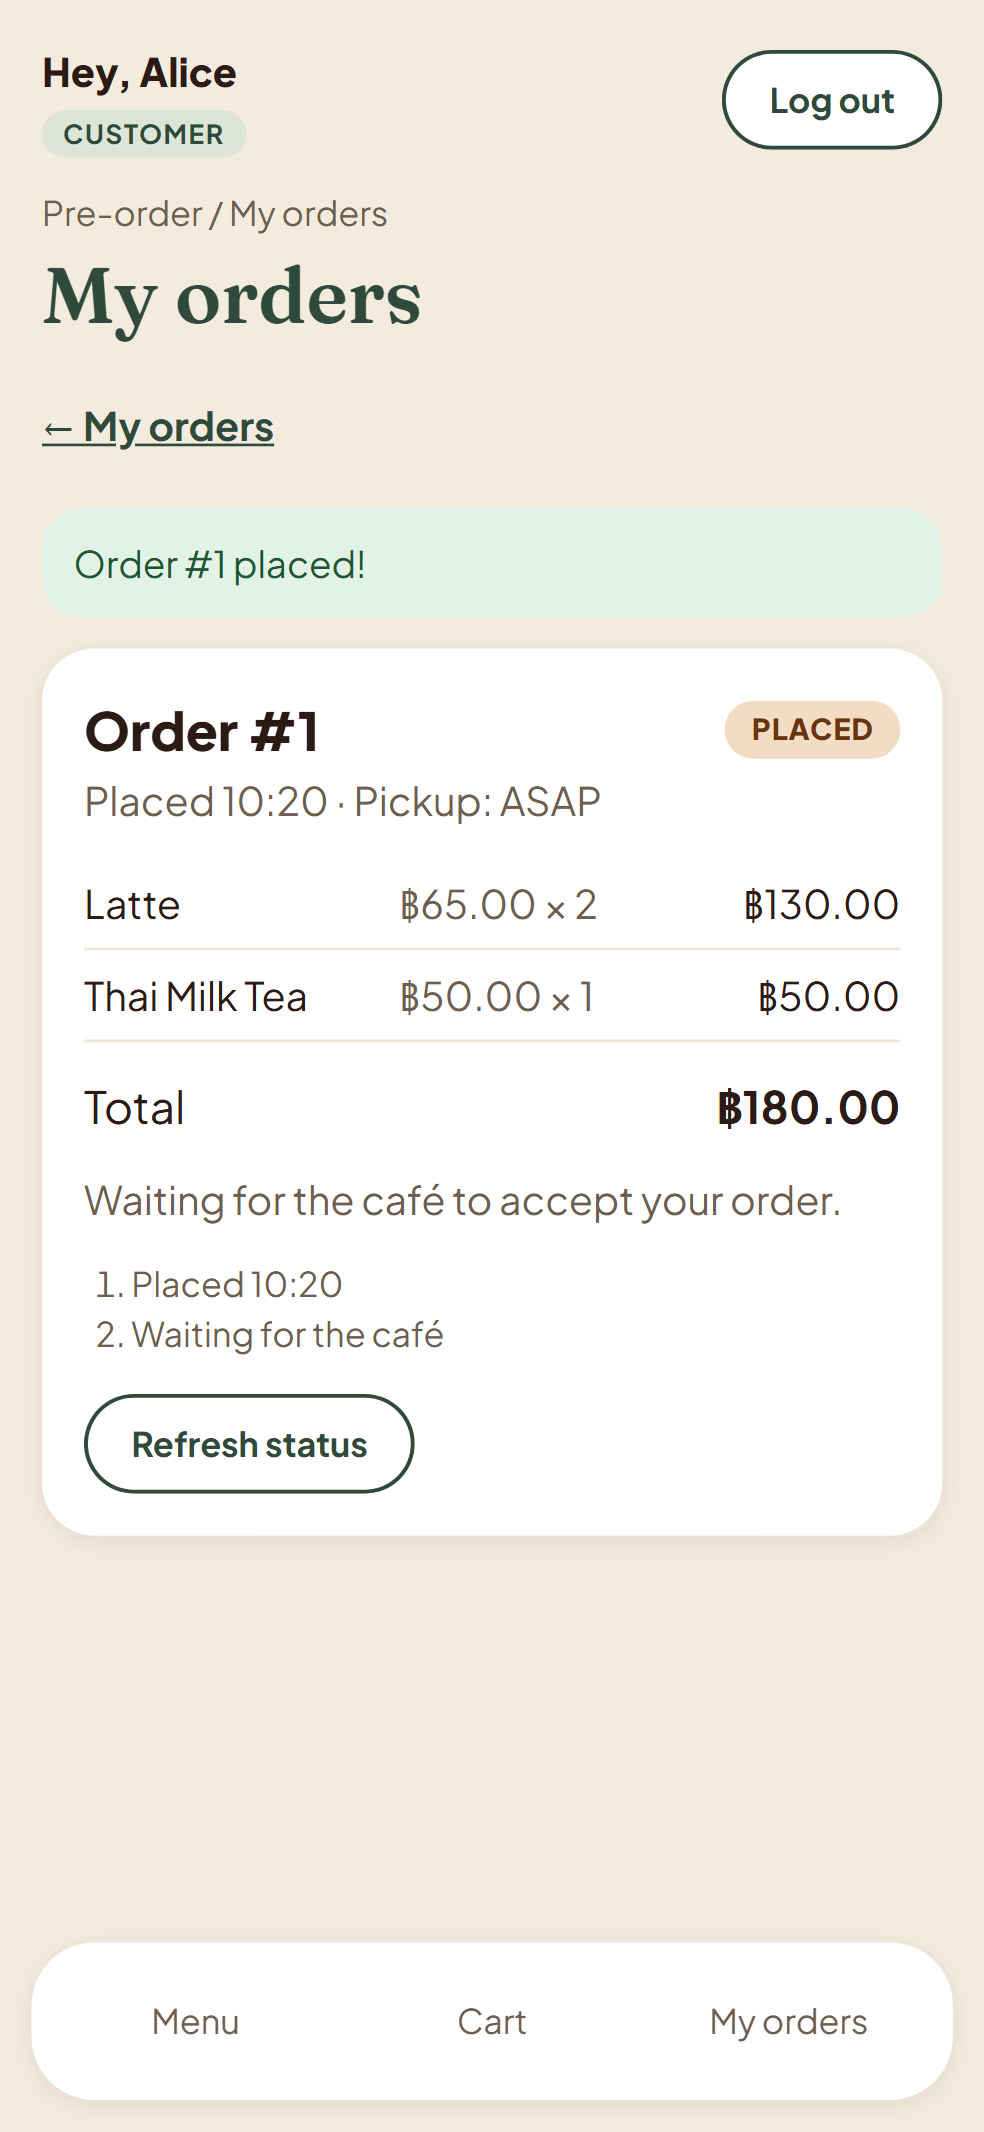 Hey, Alice
CUSTOMER
Log out
Pre-order / My orders
My orders
← My orders
Order #1 placed!
Order #1
PLACED
Placed 10:20 · Pickup: ASAP
Latte ฿65.00 × 2 ฿130.00
Thai Milk Tea ฿50.00 × 1 ฿50.00
Total ฿180.00
Waiting for the café to accept your order.
1. Placed 10:20
2. Waiting for the café
Refresh status
Menu Cart My orders